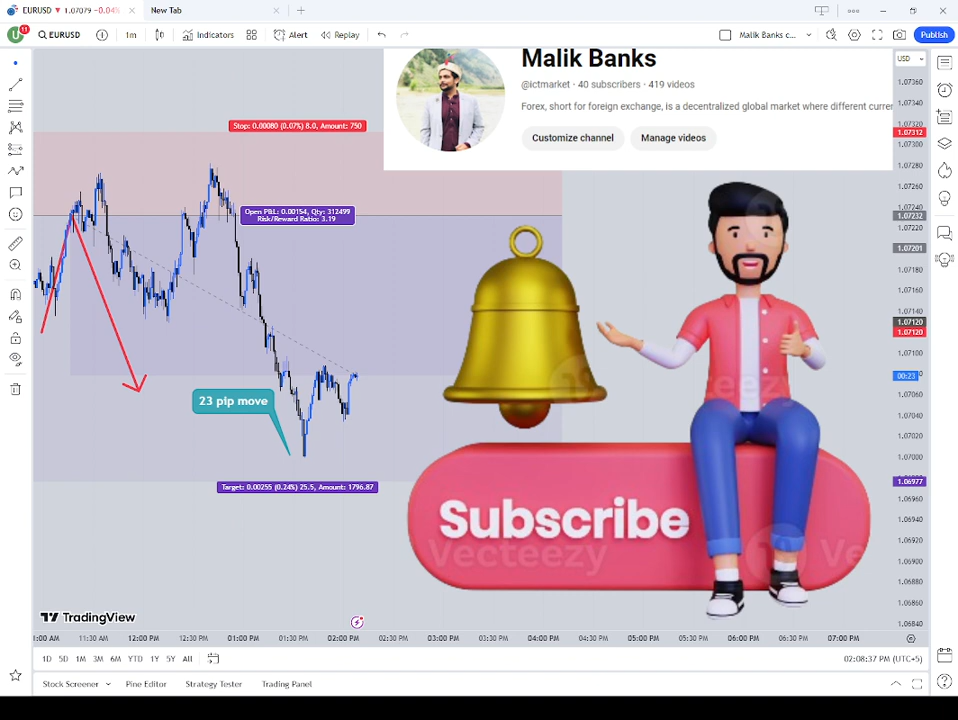 EURUSD ▼ 1.07079 −0.04%
New Tab
U 11 EURUSD 1m Indicators Alert Replay Malik Banks c... Publish
Malik Banks
@ictmarket · 40 subscribers · 419 videos
Forex, short for foreign exchange, is a decentralized global market where different curren
Customize channel Manage videos
USD
1.07360
1.07340
1.07320
1.07312
1.07300
1.07280
1.07260
1.07240
1.07232
1.07220
1.07201
1.07180
1.07160
1.07140
1.07120
1.07120
1.07100
00:23
1.07060
1.07040
1.07020
1.07000
1.06977
1.06960
1.06940
1.06920
1.06900
1.06880
1.06860
1.06840
Stop: 0.00080 (0.07%) 8.0, Amount: 750
Open P&L: 0.00154, Qty: 312499
Risk/Reward Ratio: 3.19
23 pip move
Target: 0.00255 (0.24%) 25.5, Amount: 1796.87
Subscribe
Vecteezy
TradingView
11:30 AM 12:00 PM 12:30 PM 01:00 PM 01:30 PM 02:00 PM 02:30 PM 03:00 PM 03:30 PM 04:00 PM 04:30 PM 05:00 PM 05:30 PM 06:00 PM 06:30 PM 07:00 PM
1D 5D 1M 3M 6M YTD 1Y 5Y All 02:08:37 PM (UTC+5)
Stock Screener Pine Editor Strategy Tester Trading Panel